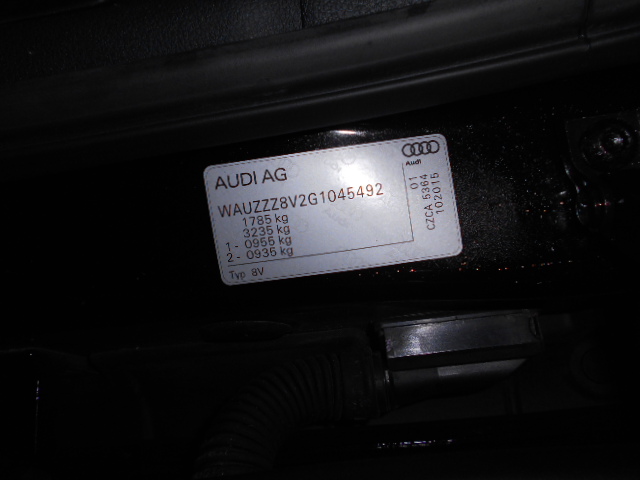 AUDI AG
Audi
WAUZZZ8V2G1045492
1785 kg
3235 kg
1 - 0955 kg
2 - 0935 kg
Typ 8V
01
CZCA 5364
102015